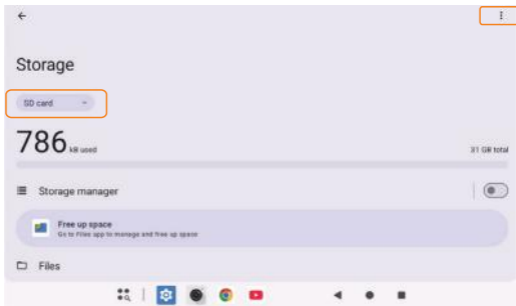 Storage
SD card
786 kB used
31 GB total
Storage manager
Free up space
Go to Files app to manage and free up space
Files